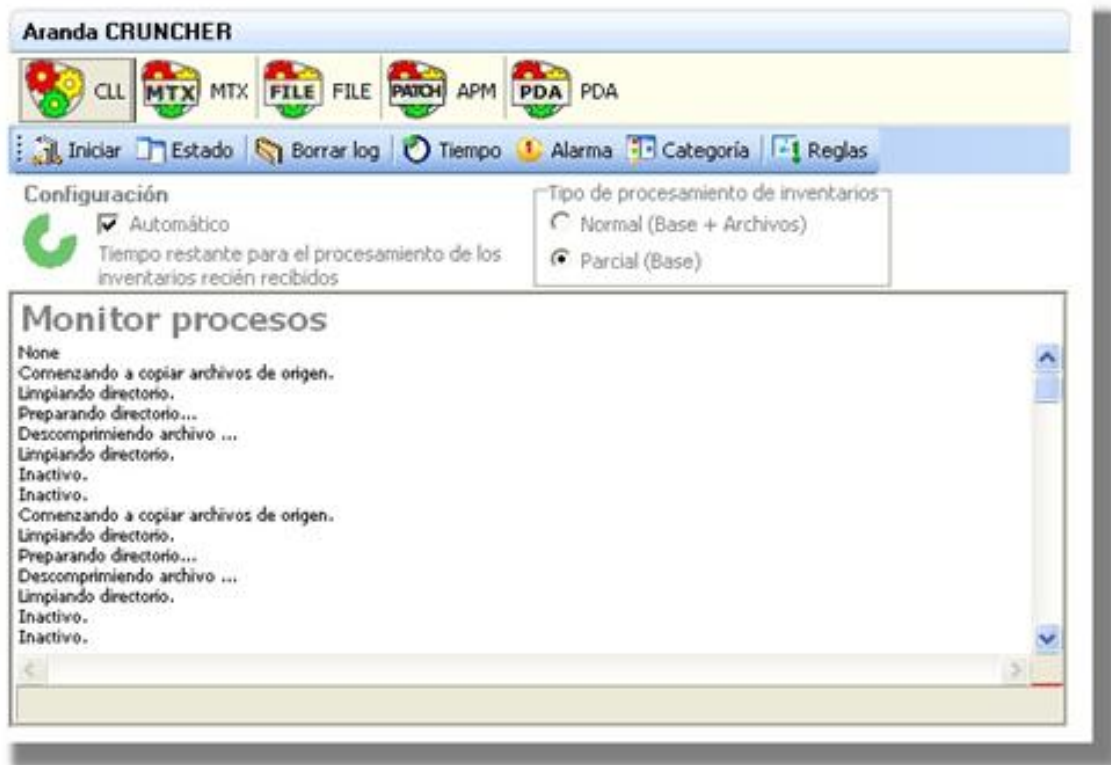 Aranda CRUNCHER
CLL MTX MTX FILE FILE PATCH APM PDA PDA
Iniciar Estado Borrar log Tiempo Alarma Categoría Reglas
Configuración
Automático
Tiempo restante para el procesamiento de los
inventarios recién recibidos
Tipo de procesamiento de inventarios
Normal (Base + Archivos)
Parcial (Base)
Monitor procesos
None
Comenzando a copiar archivos de origen.
Limpiando directorio.
Preparando directorio...
Descomprimiendo archivo ...
Limpiando directorio.
Inactivo.
Inactivo.
Comenzando a copiar archivos de origen.
Limpiando directorio.
Preparando directorio...
Descomprimiendo archivo ...
Limpiando directorio.
Inactivo.
Inactivo.